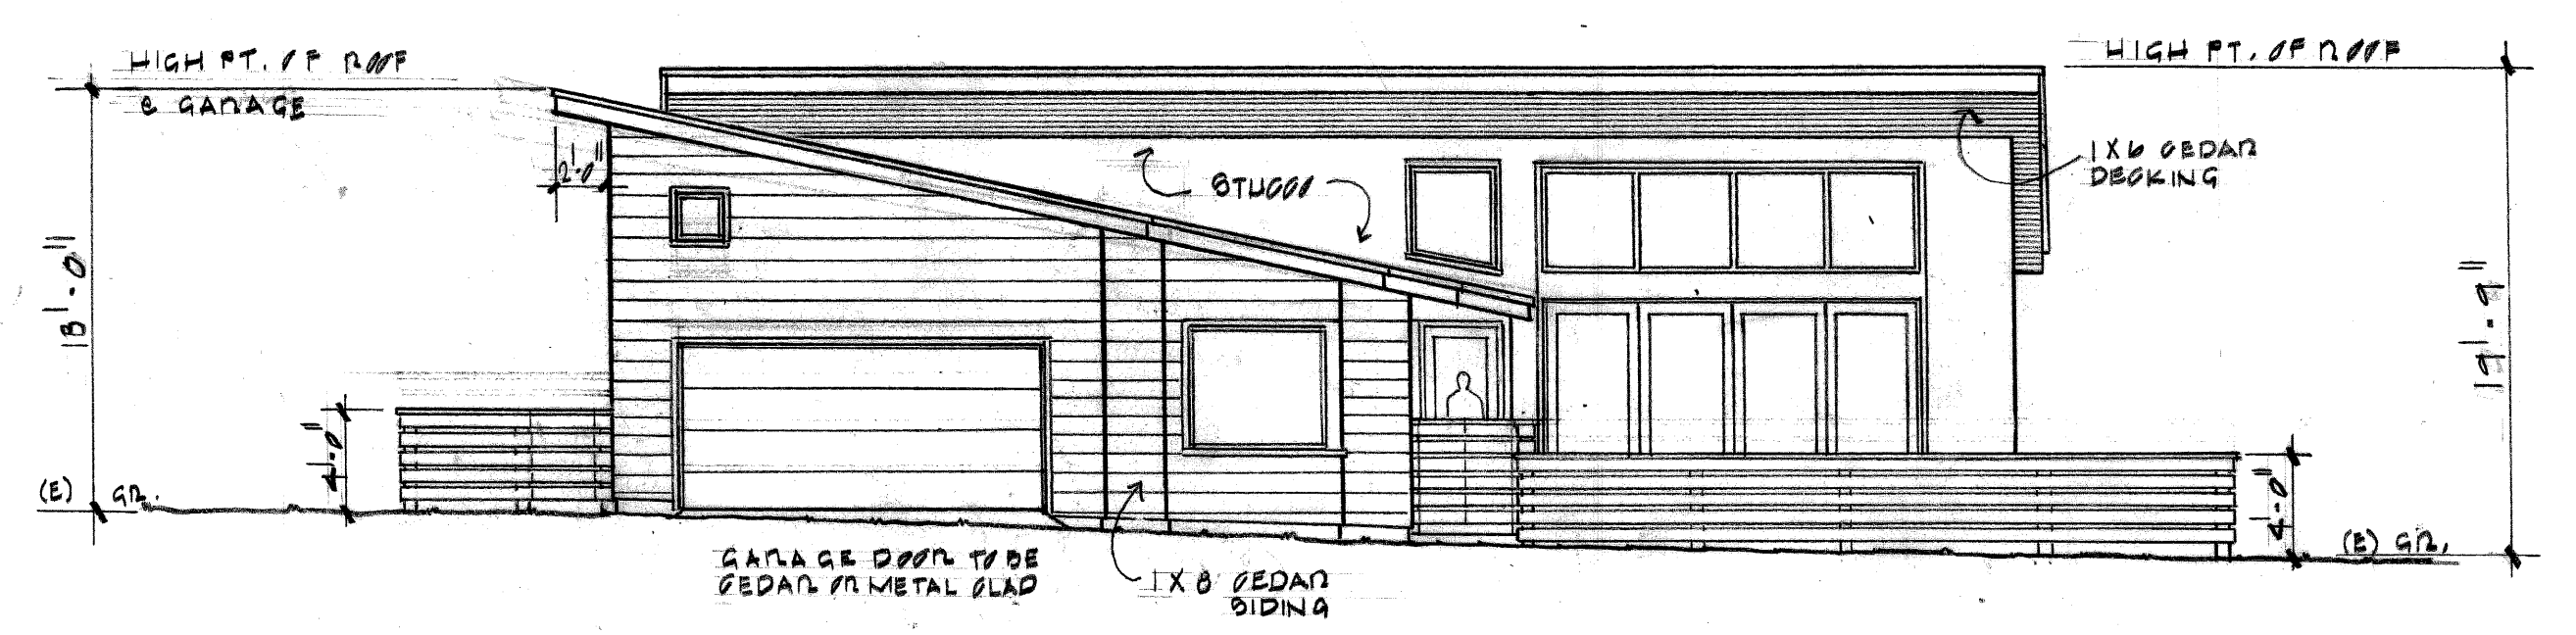 HIGH PT. OF ROOF
@ GARAGE
HIGH PT. OF ROOF
2'-0"
STUCCO
1X6 CEDAR
DECKING
18'-0"
19'-9"
4'-0"
4'-0"
(E) GR.
(E) GR.
GARAGE DOOR TO BE
CEDAR OR METAL CLAD
1X8 CEDAR
SIDING